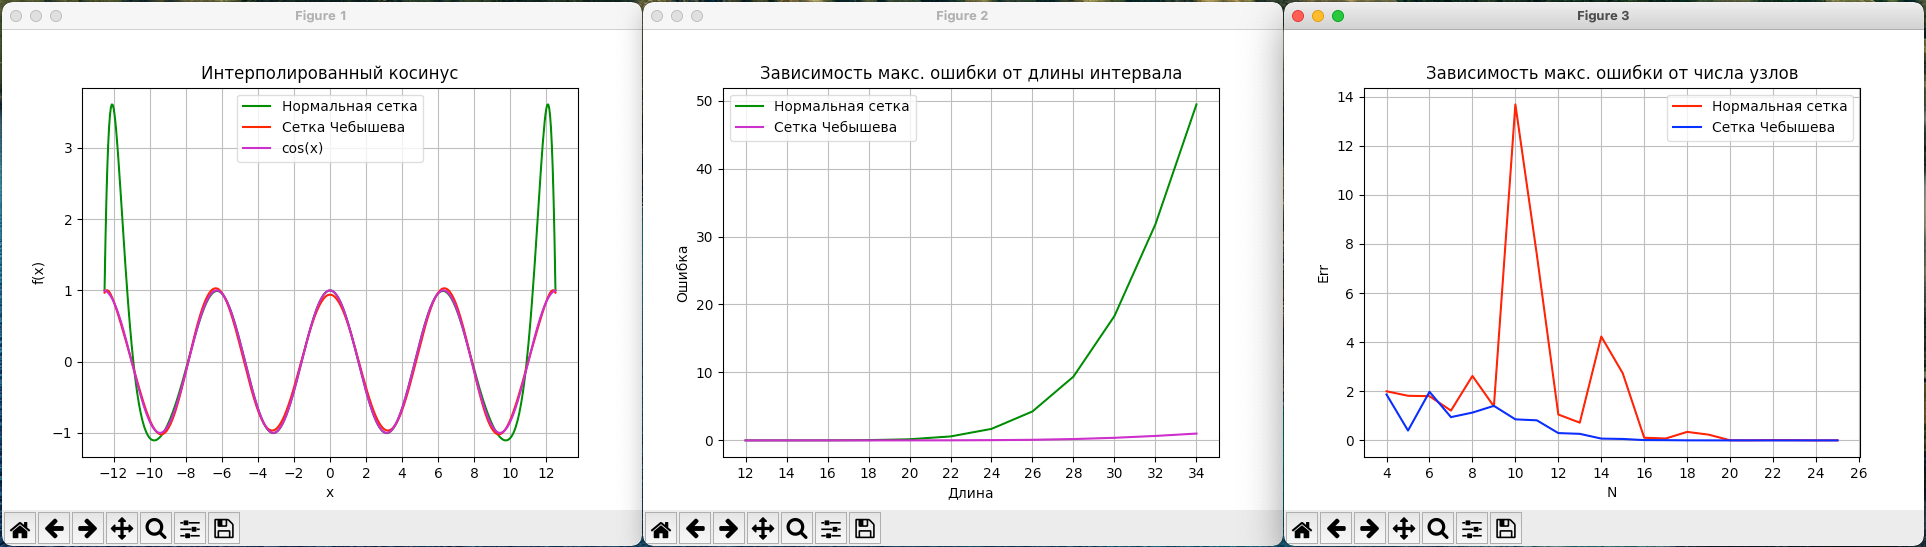 Figure 1
Интерполированный косинус
Нормальная сетка
Сетка Чебышева
cos(x)
f(x)
3
2
1
0
−1
−12 −10 −8 −6 −4 −2 0 2 4 6 8 10 12
x
Figure 2
Зависимость макс. ошибки от длины интервала
Нормальная сетка
Сетка Чебышева
Ошибка
50
40
30
20
10
0
12 14 16 18 20 22 24 26 28 30 32 34
Длина
Figure 3
Зависимость макс. ошибки от числа узлов
Нормальная сетка
Сетка Чебышева
Err
14
12
10
8
6
4
2
0
4 6 8 10 12 14 16 18 20 22 24 26
N